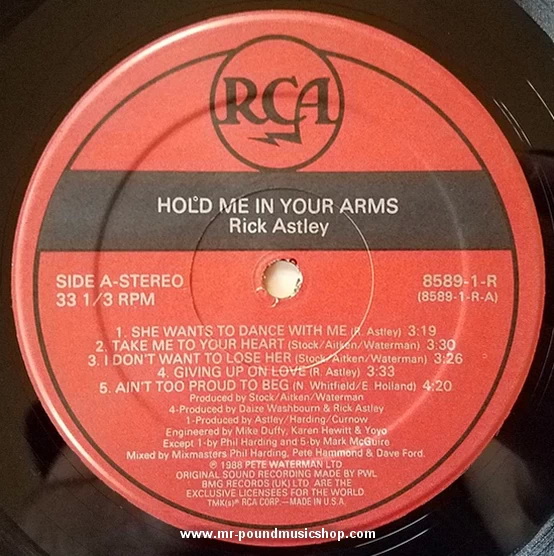 RCA
HOLD ME IN YOUR ARMS
Rick Astley
SIDE A-STEREO
33 1/3 RPM
8589-1-R
(8589-1-R-A)
1. SHE WANTS TO DANCE WITH ME (R. Astley) 3:19
2. TAKE ME TO YOUR HEART (Stock/Aitken/Waterman) 3:30
3. I DON'T WANT TO LOSE HER (Stock/Aitken/Waterman) 3:26
4. GIVING UP ON LOVE (R. Astley) 3:33
5. AIN'T TOO PROUD TO BEG (N. Whitfield/E. Holland) 4:20
Produced by Stock/Aitken/Waterman
4-Produced by Daize Washbourn & Rick Astley
1-Produced by Astley/Harding/Curnow
Engineered by Mike Duffy, Karen Hewitt & Yoyo
Except 1-by Phil Harding and 5-by Mark McGuire
Mixed by Mixmasters Phil Harding, Pete Hammond & Dave Ford.
℗ 1988 PETE WATERMAN LTD
ORIGINAL SOUND RECORDING MADE BY PWL
BMG RECORDS (UK) LTD ARE THE
EXCLUSIVE LICENSEES FOR THE WORLD
TMK(s)® RCA CORP.—MADE IN U.S.A.
www.mr-poundmusicshop.com